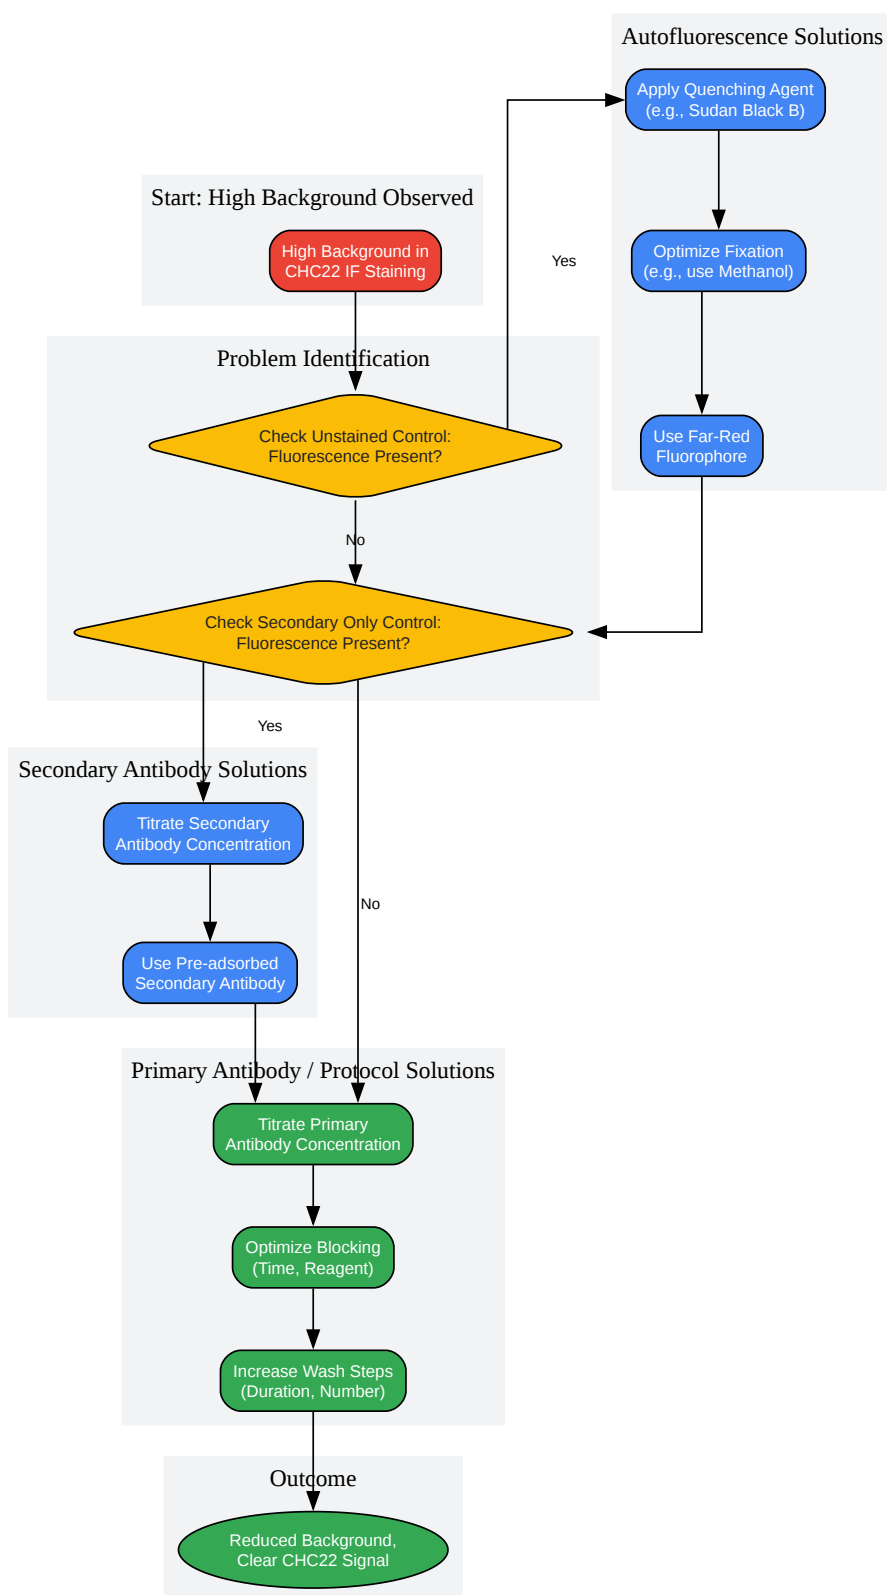 Autofluorescence Solutions
Apply Quenching Agent
(e.g., Sudan Black B)
Start: High Background Observed
High Background in
CHC22 IF Staining
Yes
Optimize Fixation
(e.g., use Methanol)
Problem Identification
Check Unstained Control:
Fluorescence Present?
Use Far-Red
Fluorophore
No
Check Secondary Only Control:
Fluorescence Present?
Yes
Secondary Antibody Solutions
Titrate Secondary
Antibody Concentration
No
Use Pre-adsorbed
Secondary Antibody
Primary Antibody / Protocol Solutions
Titrate Primary
Antibody Concentration
Optimize Blocking
(Time, Reagent)
Increase Wash Steps
(Duration, Number)
Outcome
Reduced Background,
Clear CHC22 Signal